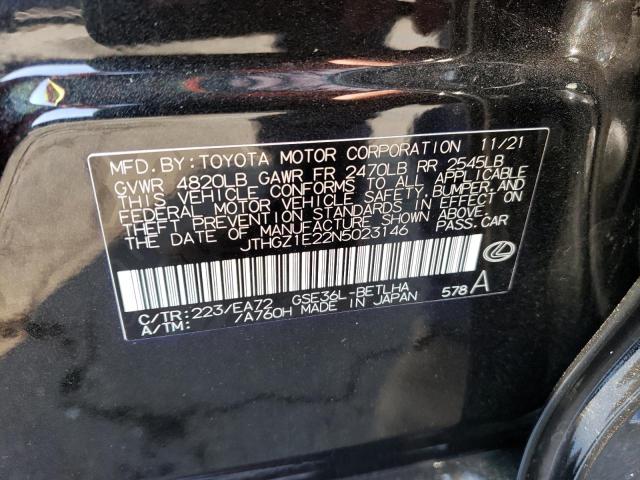 MFD. BY: TOYOTA MOTOR CORPORATION 11/21
GVWR 4820LB GAWR FR 2470LB RR 2545LB
THIS VEHICLE CONFORMS TO ALL APPLICABLE
FEDERAL MOTOR VEHICLE SAFETY, BUMPER, AND
THEFT PREVENTION STANDARDS IN EFFECT ON
THE DATE OF MANUFACTURE SHOWN ABOVE.
JTHGZ1E22N5023146 PASS. CAR
578 A
C/TR: 223/EA72 GSE36L-BETLHA
A/TM: /A760H MADE IN JAPAN